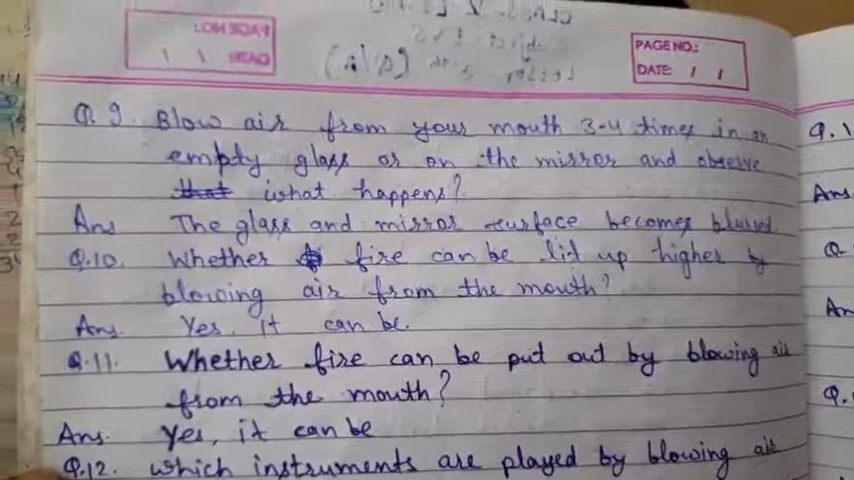 PAGE NO.:
DATE: / /
Q.9. Blow air from your mouth 3-4 times in an
empty glass or on the mirror and observe
that what happens?
Ans The glass and mirror surface becomes blurred.
Q.10. Whether fire can be lit up higher by
blowing air from the mouth?
Ans. Yes, it can be.
Q.11. Whether fire can be put out by blowing air
from the mouth?
Ans. Yes, it can be
Q.12. which instruments are played by blowing air
Q.1
Ans
Q
An
Q.